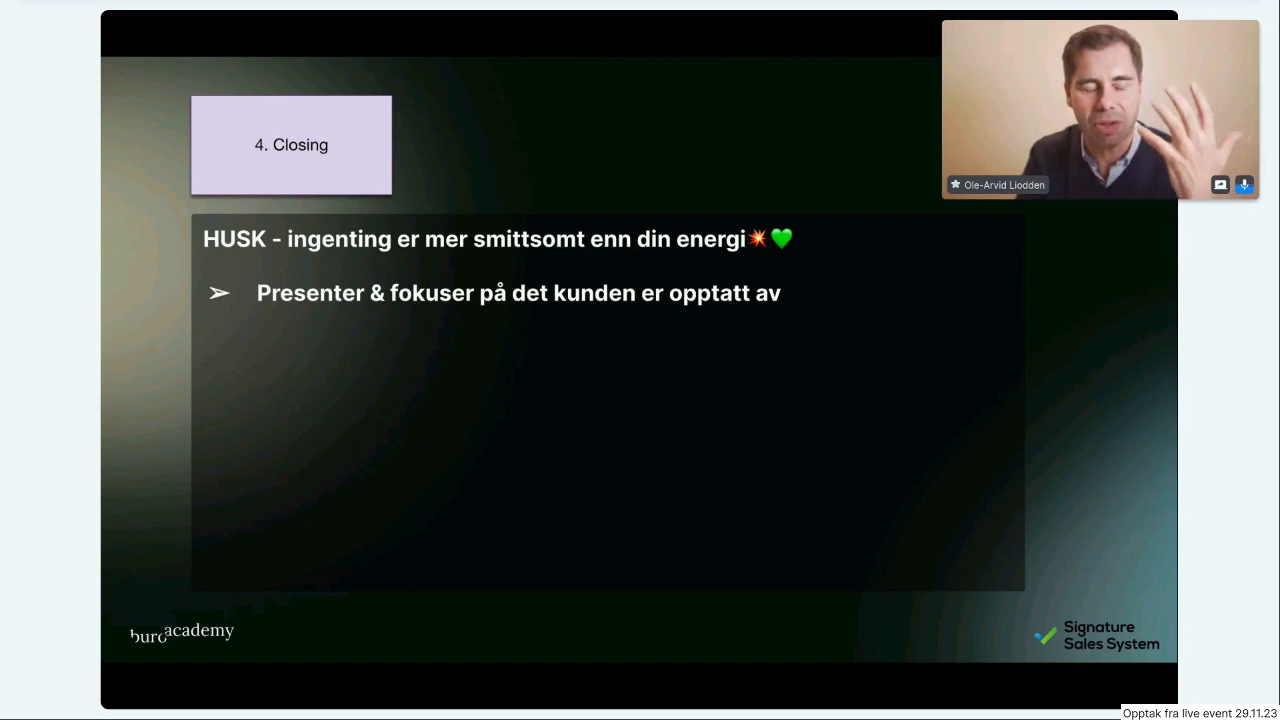 4. Closing
Ole-Arvid Liodden
HUSK - ingenting er mer smittsomt enn din energi💥💚
➢ Presenter & fokuser på det kunden er opptatt av
buro academy
Signature
Sales System
Opptak fra live event 29.11.23